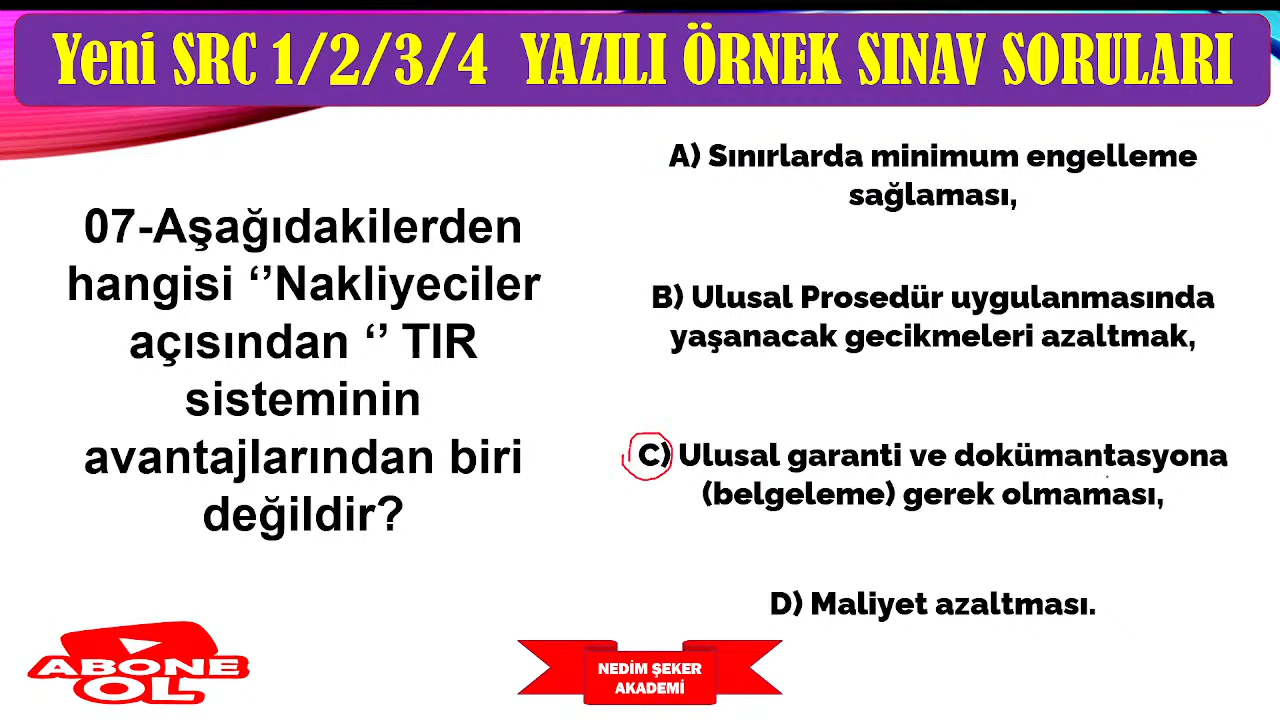 Yeni SRC 1/2/3/4 YAZILI ÖRNEK SINAV SORULARI
07-Aşağıdakilerden
hangisi ‘’Nakliyeciler
açısından ‘’ TIR
sisteminin
avantajlarından biri
değildir?
A) Sınırlarda minimum engelleme
sağlaması,
B) Ulusal Prosedür uygulanmasında
yaşanacak gecikmeleri azaltmak,
C) Ulusal garanti ve dokümantasyona
(belgeleme) gerek olmaması,
D) Maliyet azaltması.
ABONE
OL
NEDİM ŞEKER
AKADEMİ